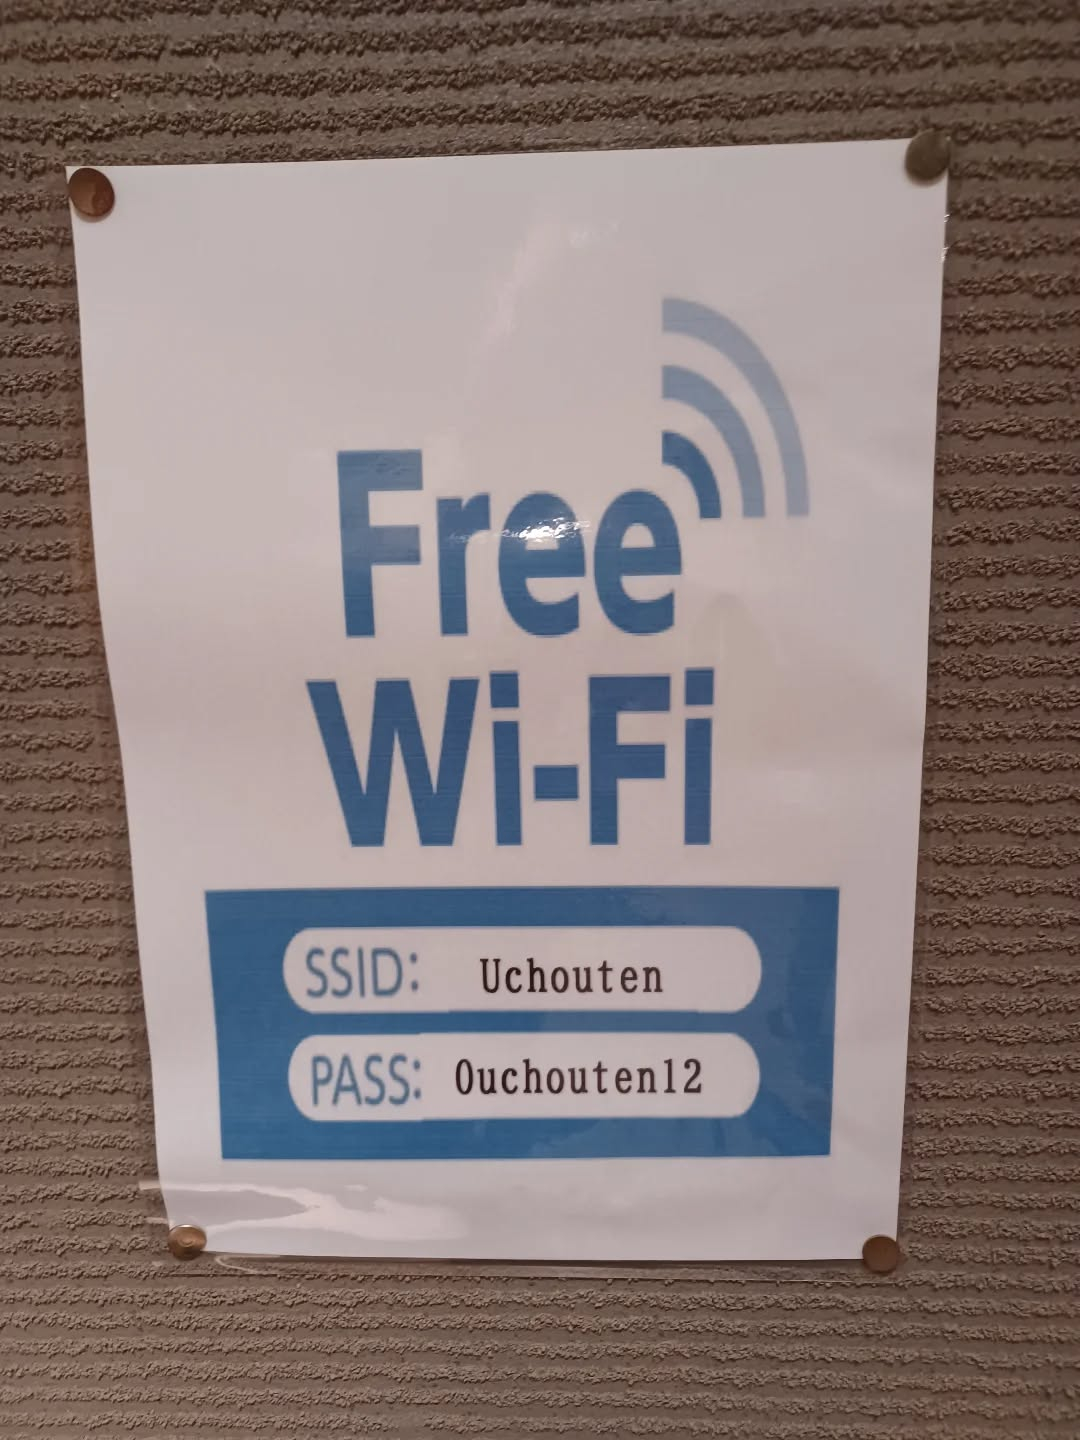 Free
Wi-Fi
SSID: Uchouten
PASS: Ouchouten12